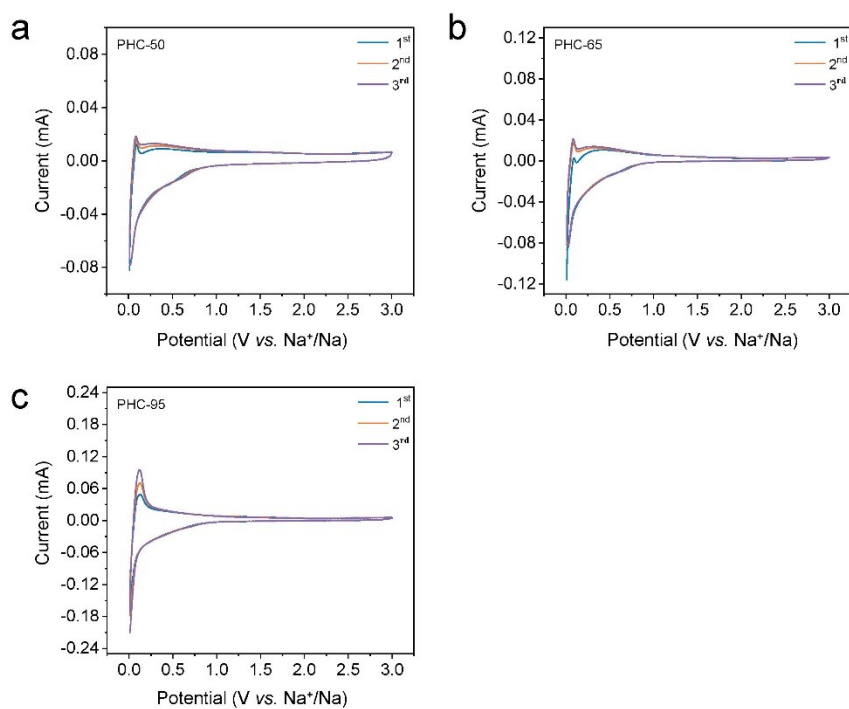 a
PHC-50
1st
2nd
3rd
0.08
0.04
0.00
-0.04
-0.08
Current (mA)
0.0 0.5 1.0 1.5 2.0 2.5 3.0
Potential (V vs. Na⁺/Na)
b
PHC-65
1st
2nd
3rd
0.12
0.08
0.04
0.00
-0.04
-0.08
-0.12
Current (mA)
0.0 0.5 1.0 1.5 2.0 2.5 3.0
Potential (V vs. Na⁺/Na)
c
PHC-95
1st
2nd
3rd
0.24
0.18
0.12
0.06
0.00
-0.06
-0.12
-0.18
-0.24
Current (mA)
0.0 0.5 1.0 1.5 2.0 2.5 3.0
Potential (V vs. Na⁺/Na)